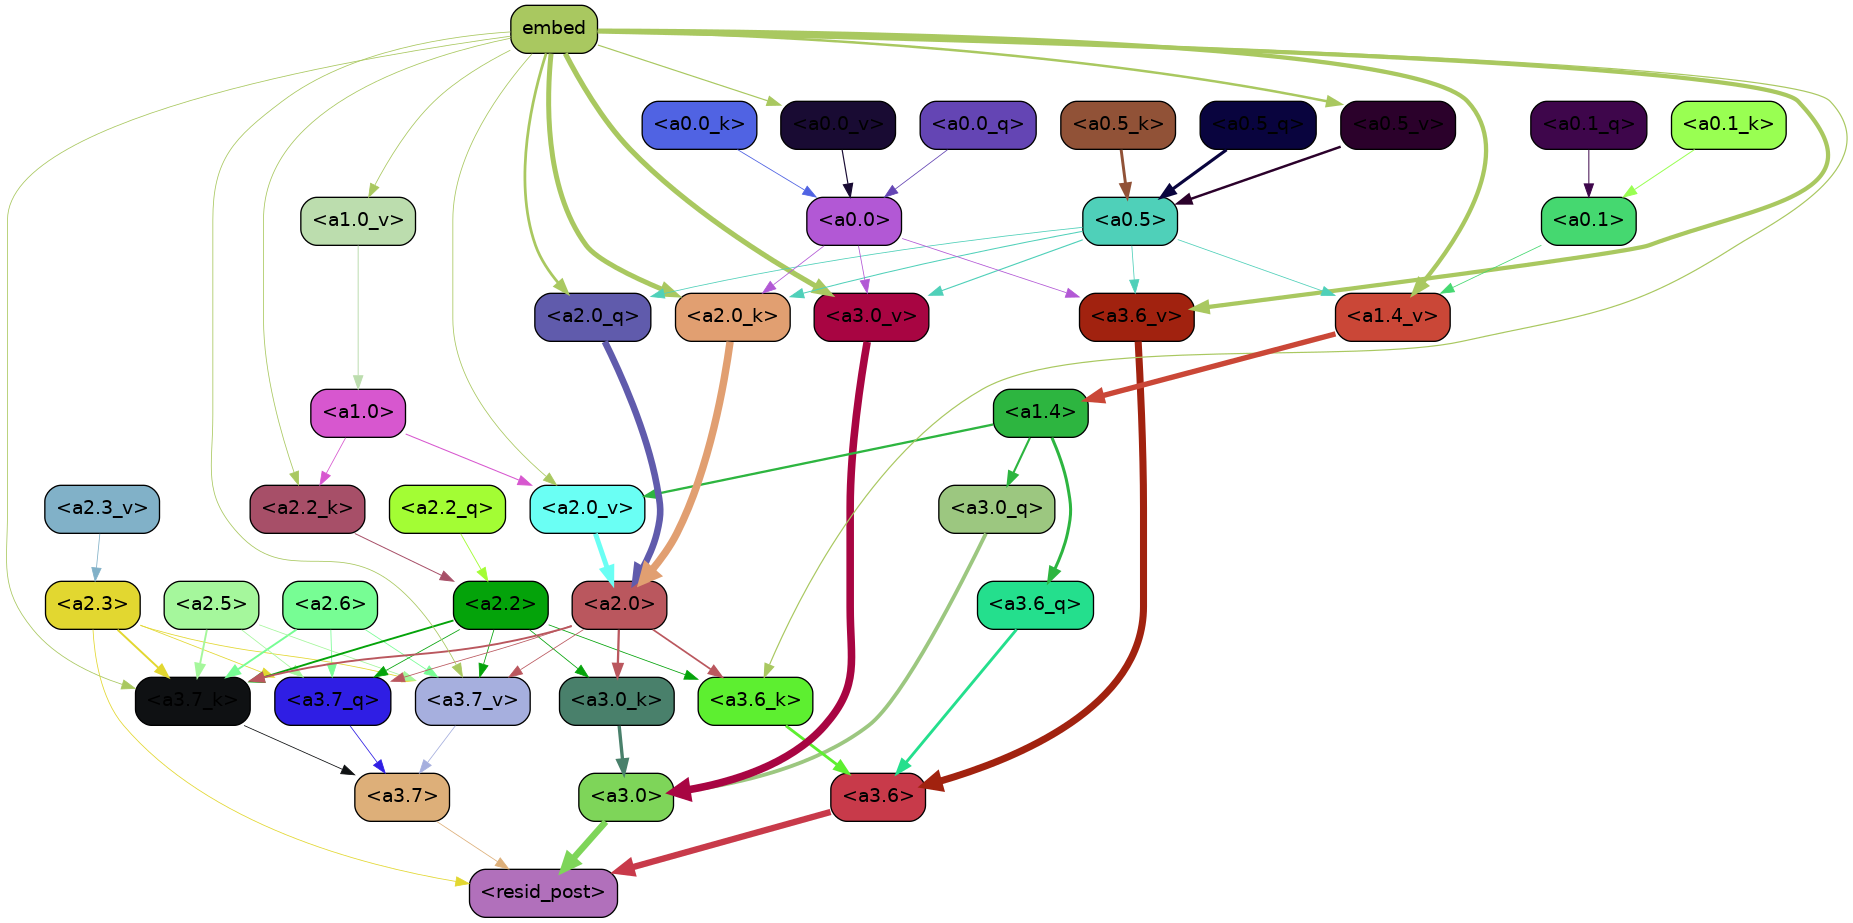 embed
<a0.0_k>
<a0.0_v>
<a0.0_q>
<a0.5_k>
<a0.5_q>
<a0.5_v>
<a0.1_q>
<a0.1_k>
<a1.0_v>
<a0.0>
<a0.5>
<a0.1>
<a2.0_q>
<a2.0_k>
<a3.0_v>
<a3.6_v>
<a1.4_v>
<a1.0>
<a1.4>
<a2.3_v>
<a2.2_k>
<a2.2_q>
<a2.0_v>
<a3.0_q>
<a2.3>
<a2.5>
<a2.6>
<a2.2>
<a2.0>
<a3.6_q>
<a3.7_k>
<a3.7_q>
<a3.7_v>
<a3.0_k>
<a3.6_k>
<a3.7>
<a3.0>
<a3.6>
<resid_post>